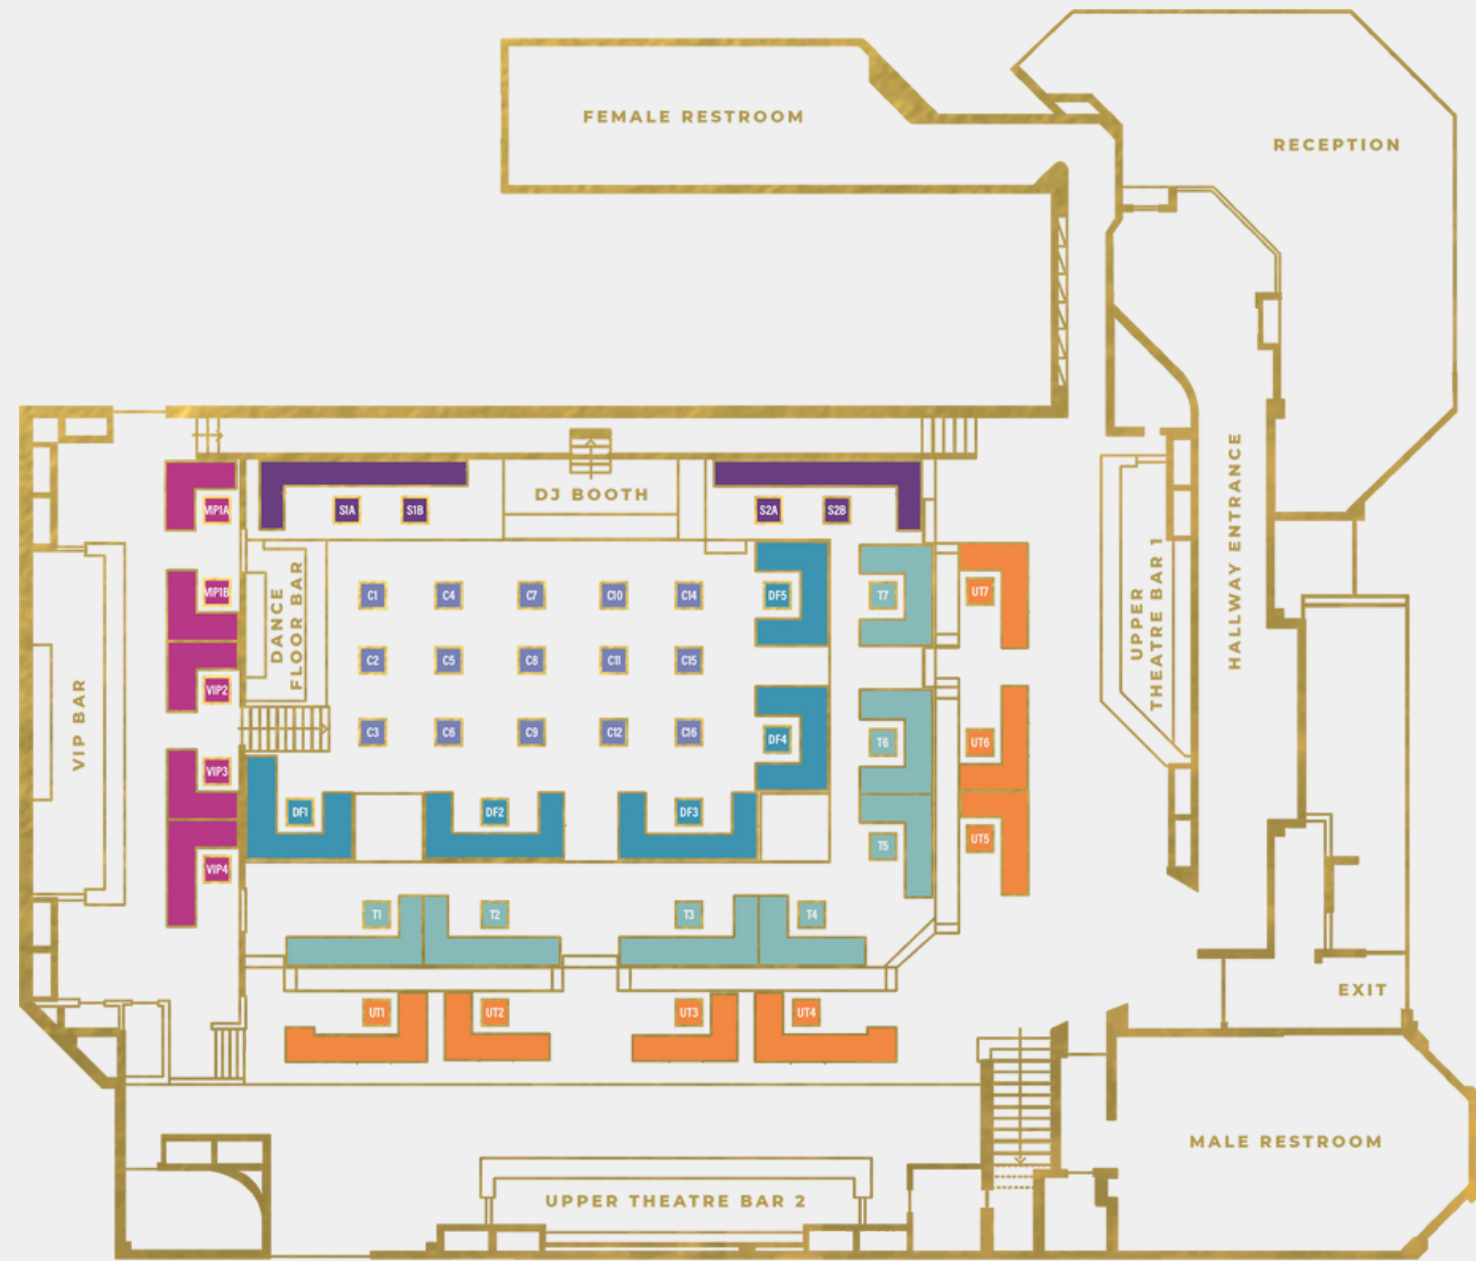 FEMALE RESTROOM
RECEPTION
HALLWAY ENTRANCE
DJ BOOTH
VIP1A
S1A
S1B
S2A
S2B
VIP1B
DANCE
FLOOR BAR
C1
C4
C7
C10
C14
DF5
T7
UT7
UPPER
THEATRE BAR 1
C2
C5
C8
C11
C15
VIP2
VIP BAR
C3
C6
C9
C12
C16
DF4
T6
UT6
VIP3
DF1
DF2
DF3
T5
UT5
VIP4
T1
T2
T3
T4
EXIT
UT1
UT2
UT3
UT4
MALE RESTROOM
UPPER THEATRE BAR 2